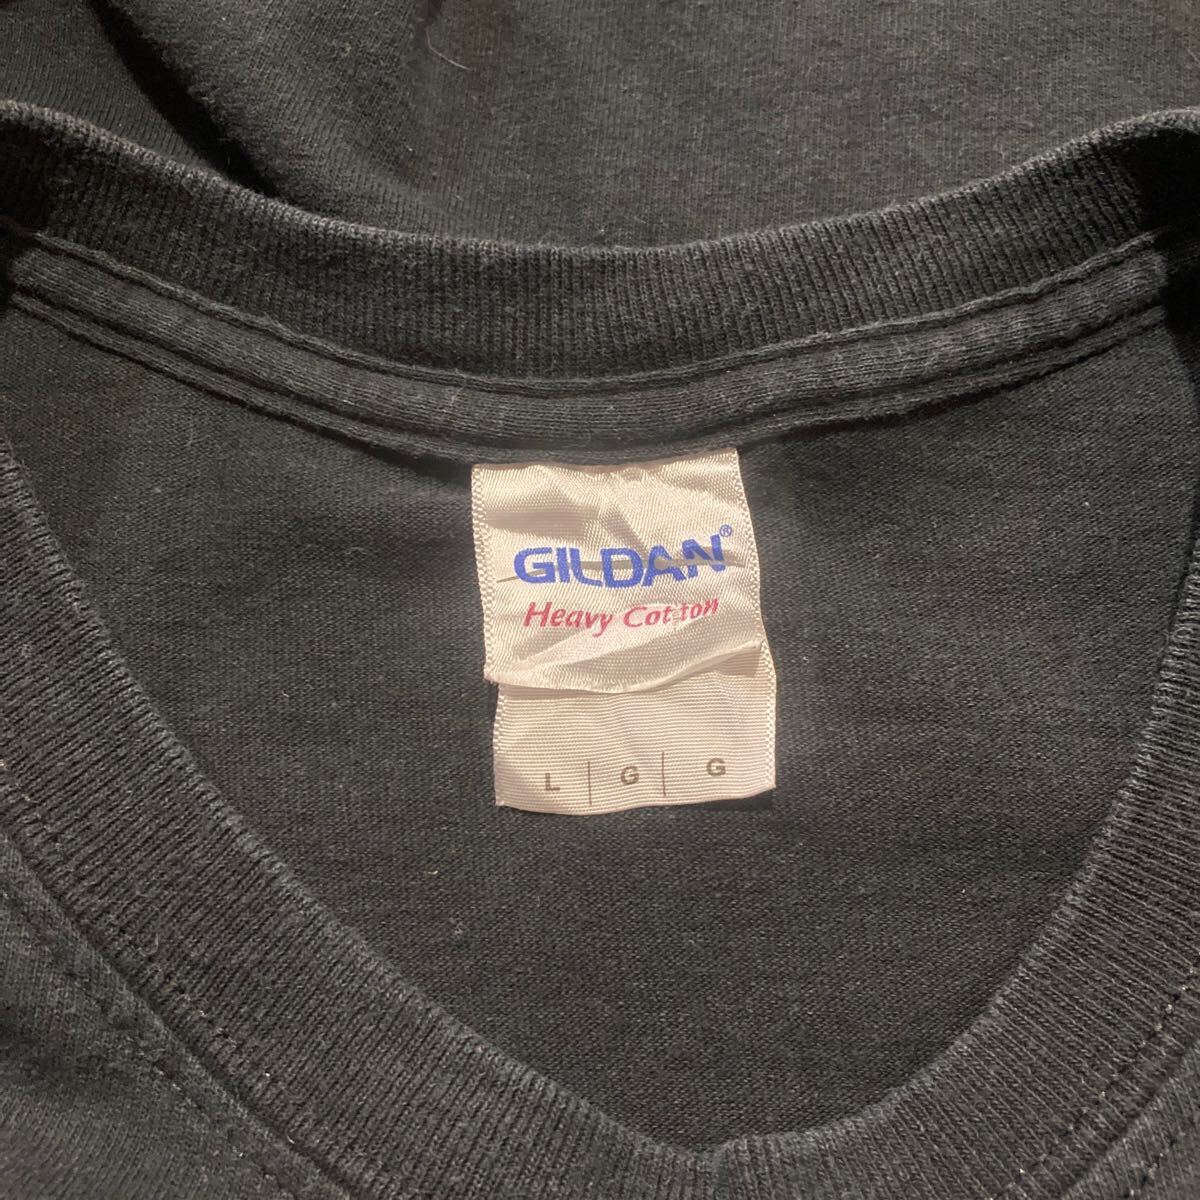 GILDAN®
Heavy Cotton
L | G | G